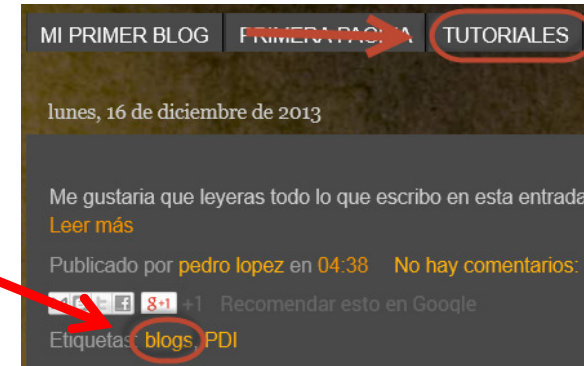 MI PRIMER BLOG PRIMERA PAGINA TUTORIALES
lunes, 16 de diciembre de 2013
Me gustaria que leyeras todo lo que escribo en esta entrada
Leer más
Publicado por pedro lopez en 04:38 No hay comentarios:
+1 Recomendar esto en Google
Etiquetas: blogs, PDI